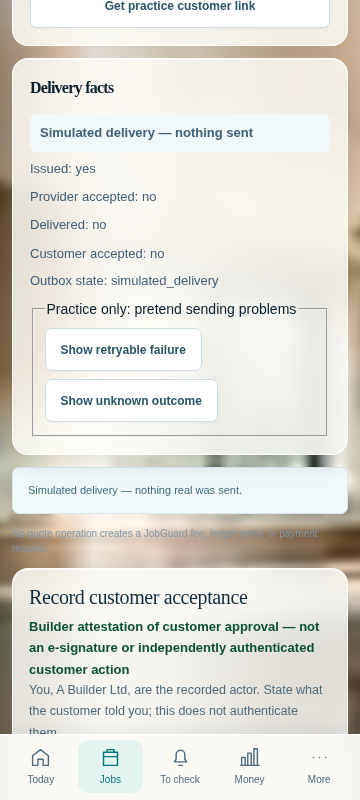 Get practice customer link
Delivery facts
Simulated delivery — nothing sent
Issued: yes
Provider accepted: no
Delivered: no
Customer accepted: no
Outbox state: simulated_delivery
Practice only: pretend sending problems
Show retryable failure
Show unknown outcome
Simulated delivery — nothing real was sent.
No quote operation creates a JobGuard fee, or payment
Record customer acceptance
Builder attestation of customer approval — not
an e-signature or independently authenticated
customer action
You, A Builder Ltd, are the recorded actor. State what
the customer told you; this does not authenticate
them
Today
Jobs
To check
Money
More